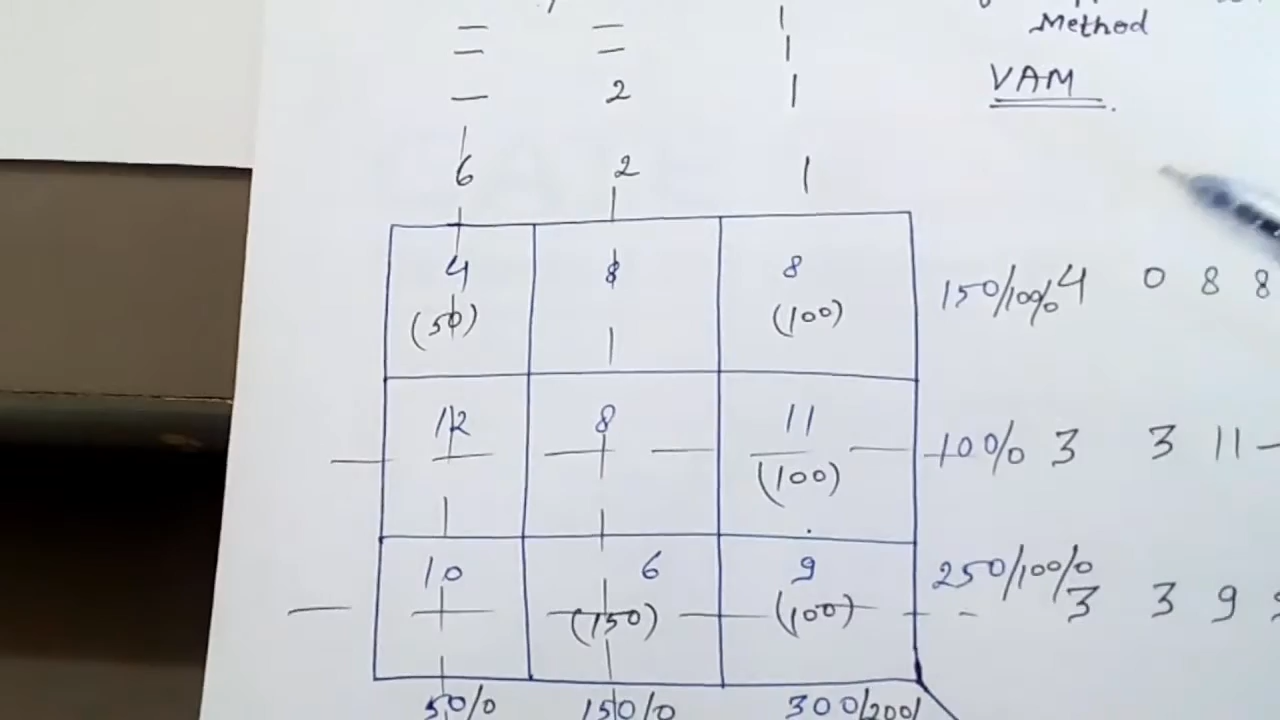 — — 1
Method
= = 1
VAM
— 2 1
6 2 1
4 8 8 150/100/0 4 0 8 8
(50) (100)
12 8 11 100/0 3 3 11 -
(100)
10 6 9 250/100/0
(150) (100) 3 3 9
50/0 150/0 300/200/